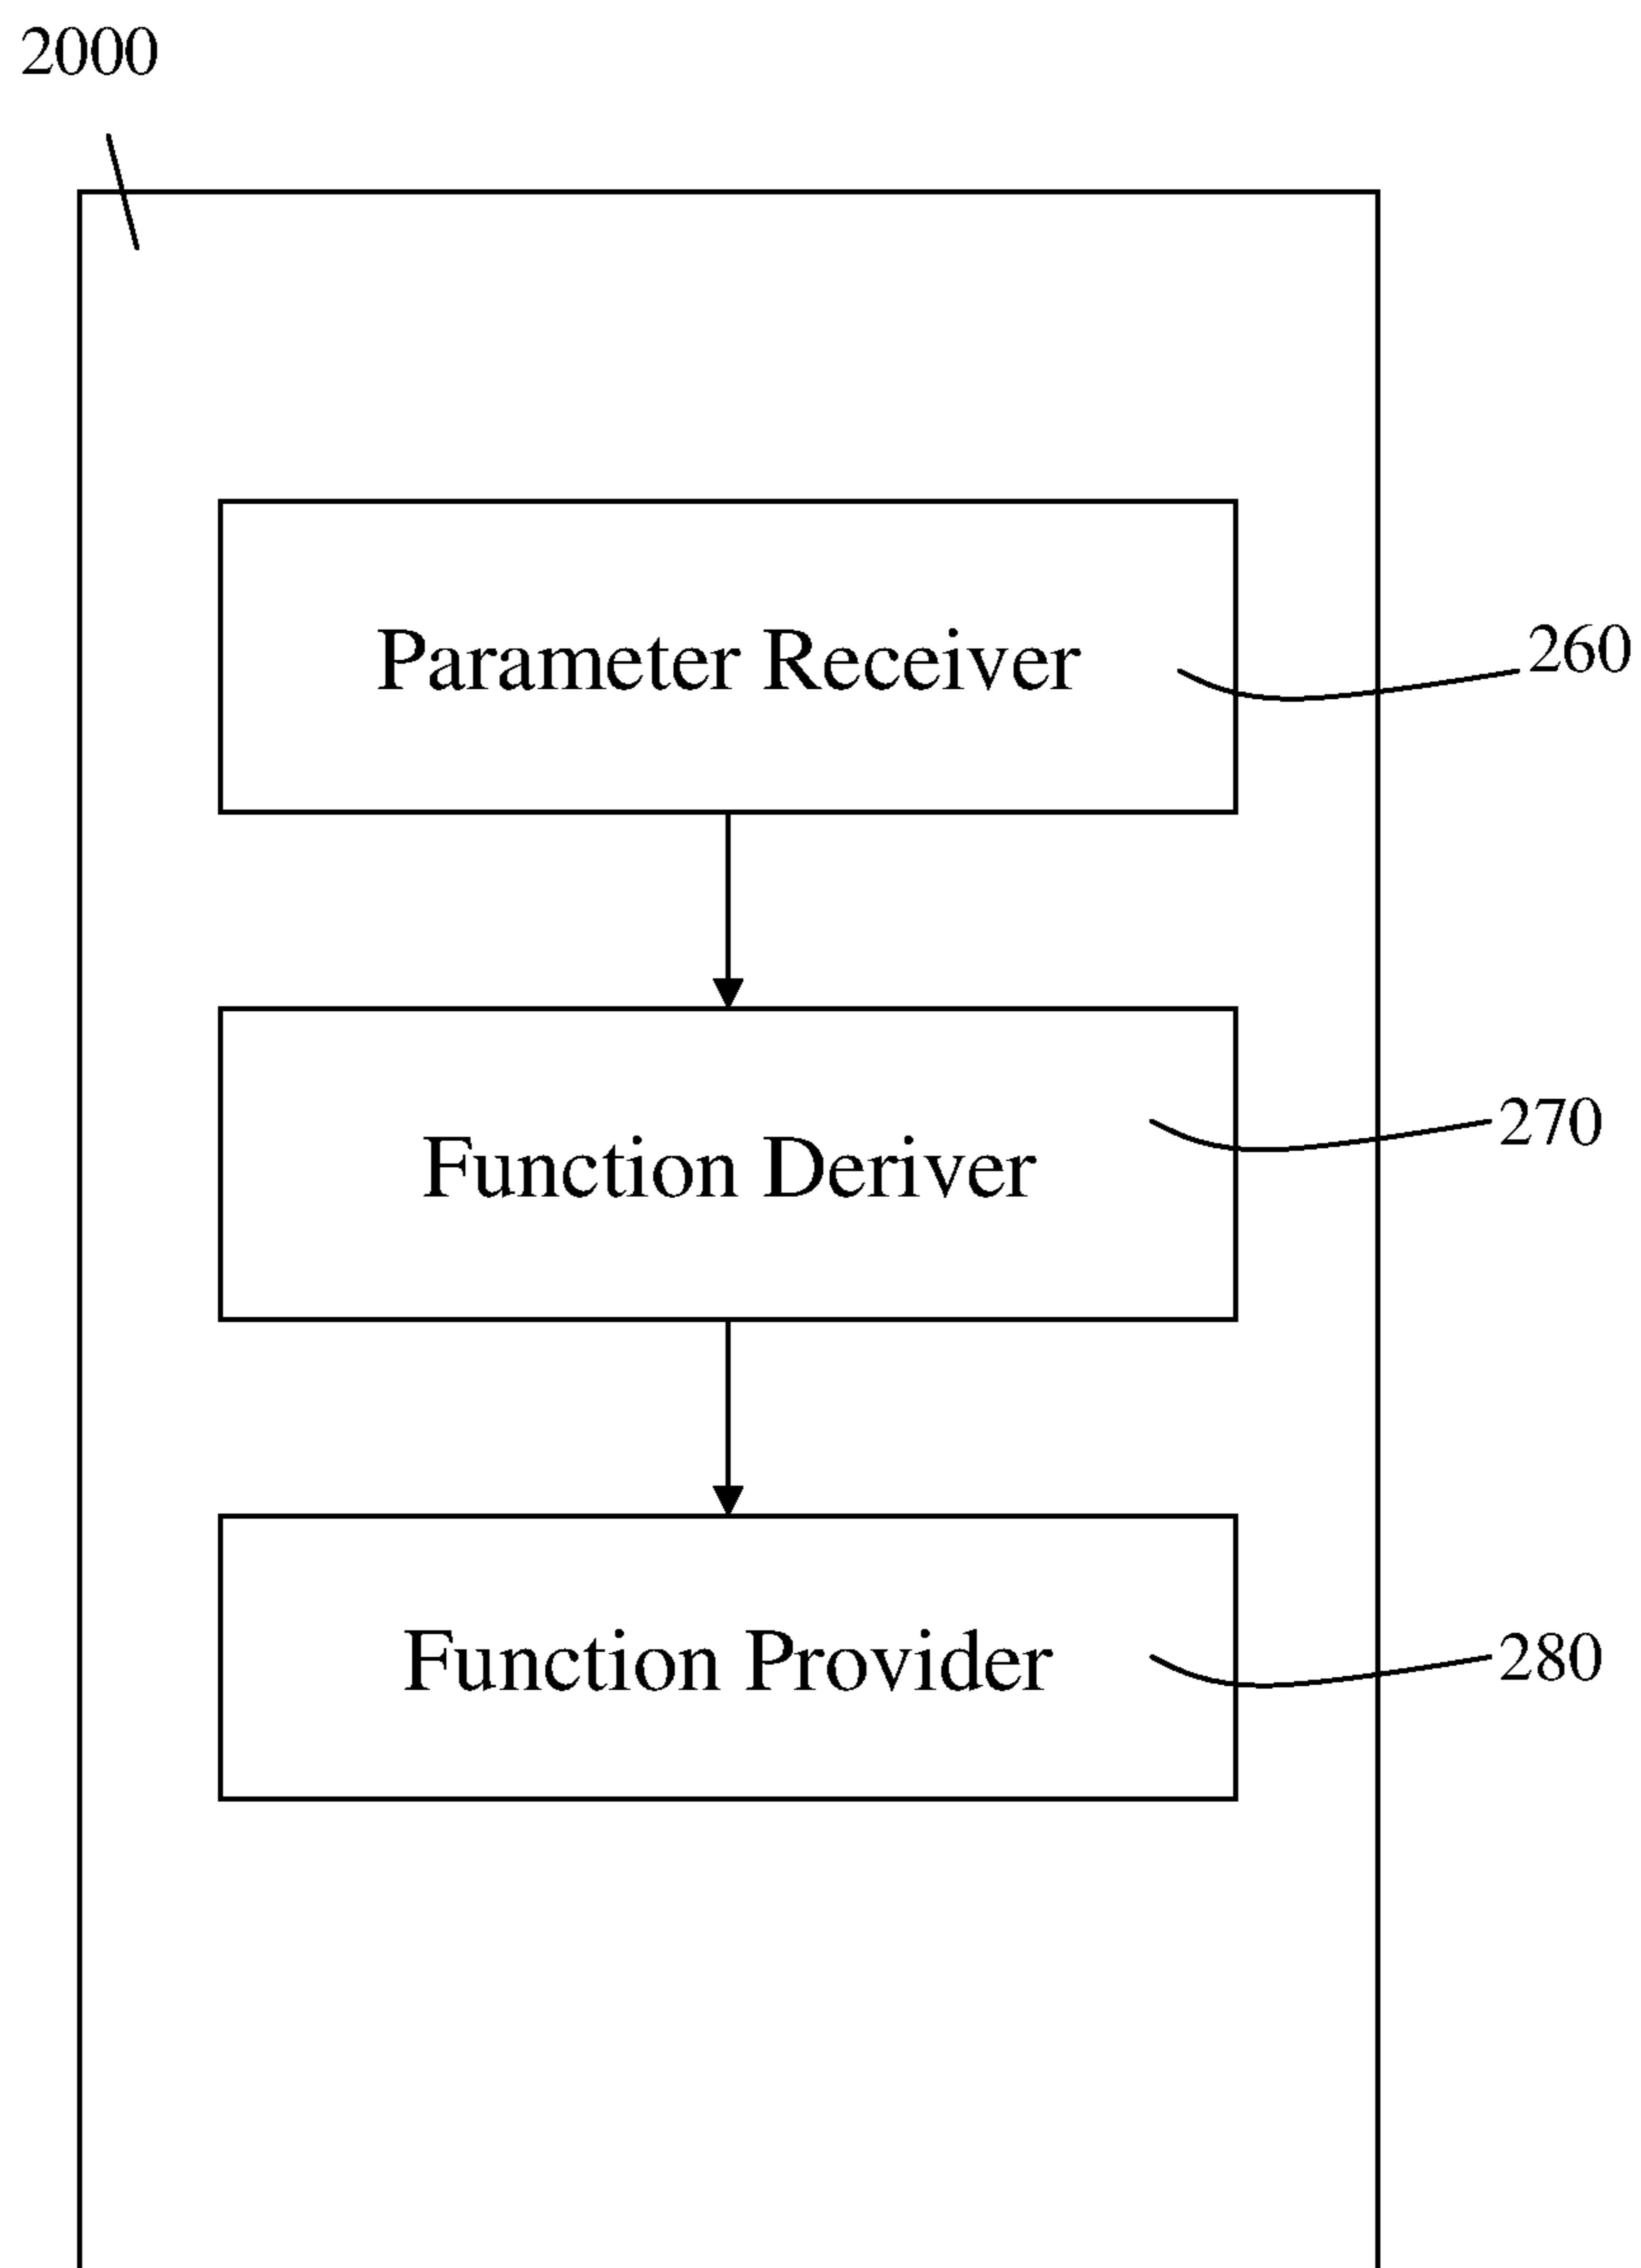 2000
Parameter Receiver
260
Function Deriver
270
Function Provider
280